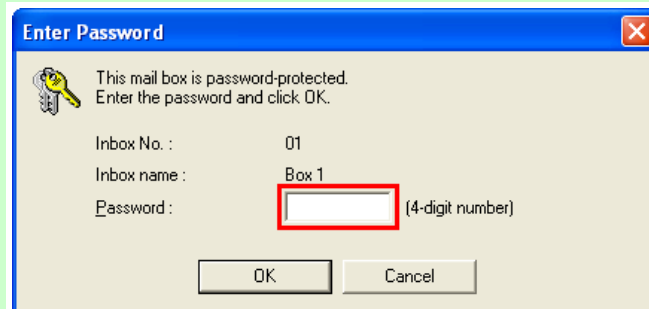 Enter Password
This mail box is password-protected.
Enter the password and click OK.
Inbox No. : 01
Inbox name : Box 1
Password : (4-digit number)
OK Cancel